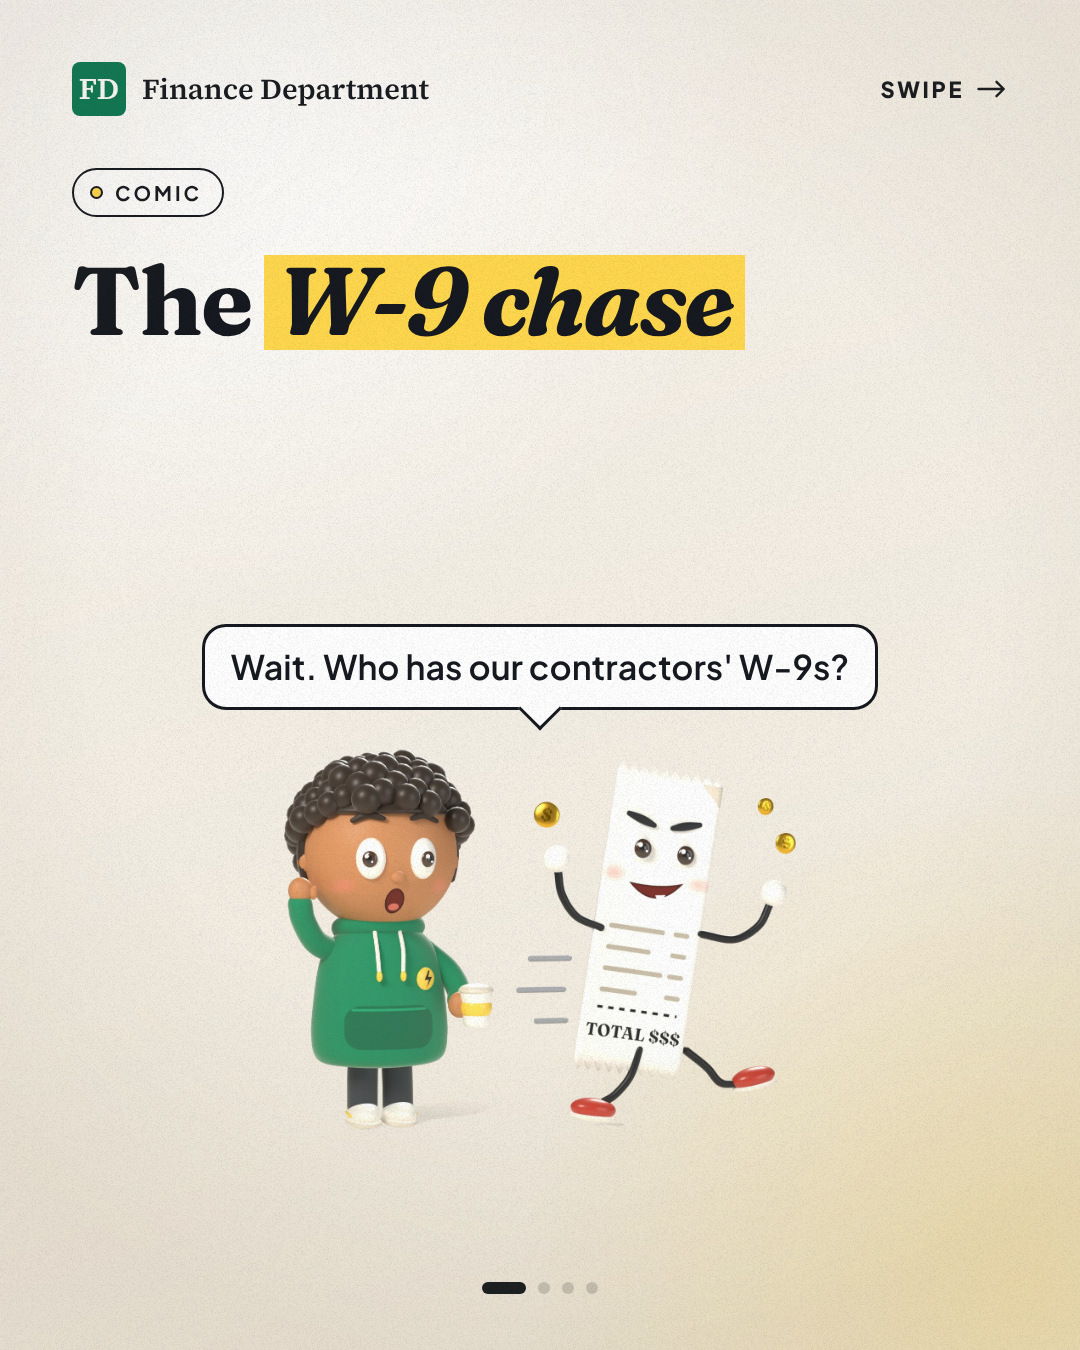 FD Finance Department
SWIPE →
COMIC
The W-9 chase
Wait. Who has our contractors' W-9s?
TOTAL $$$